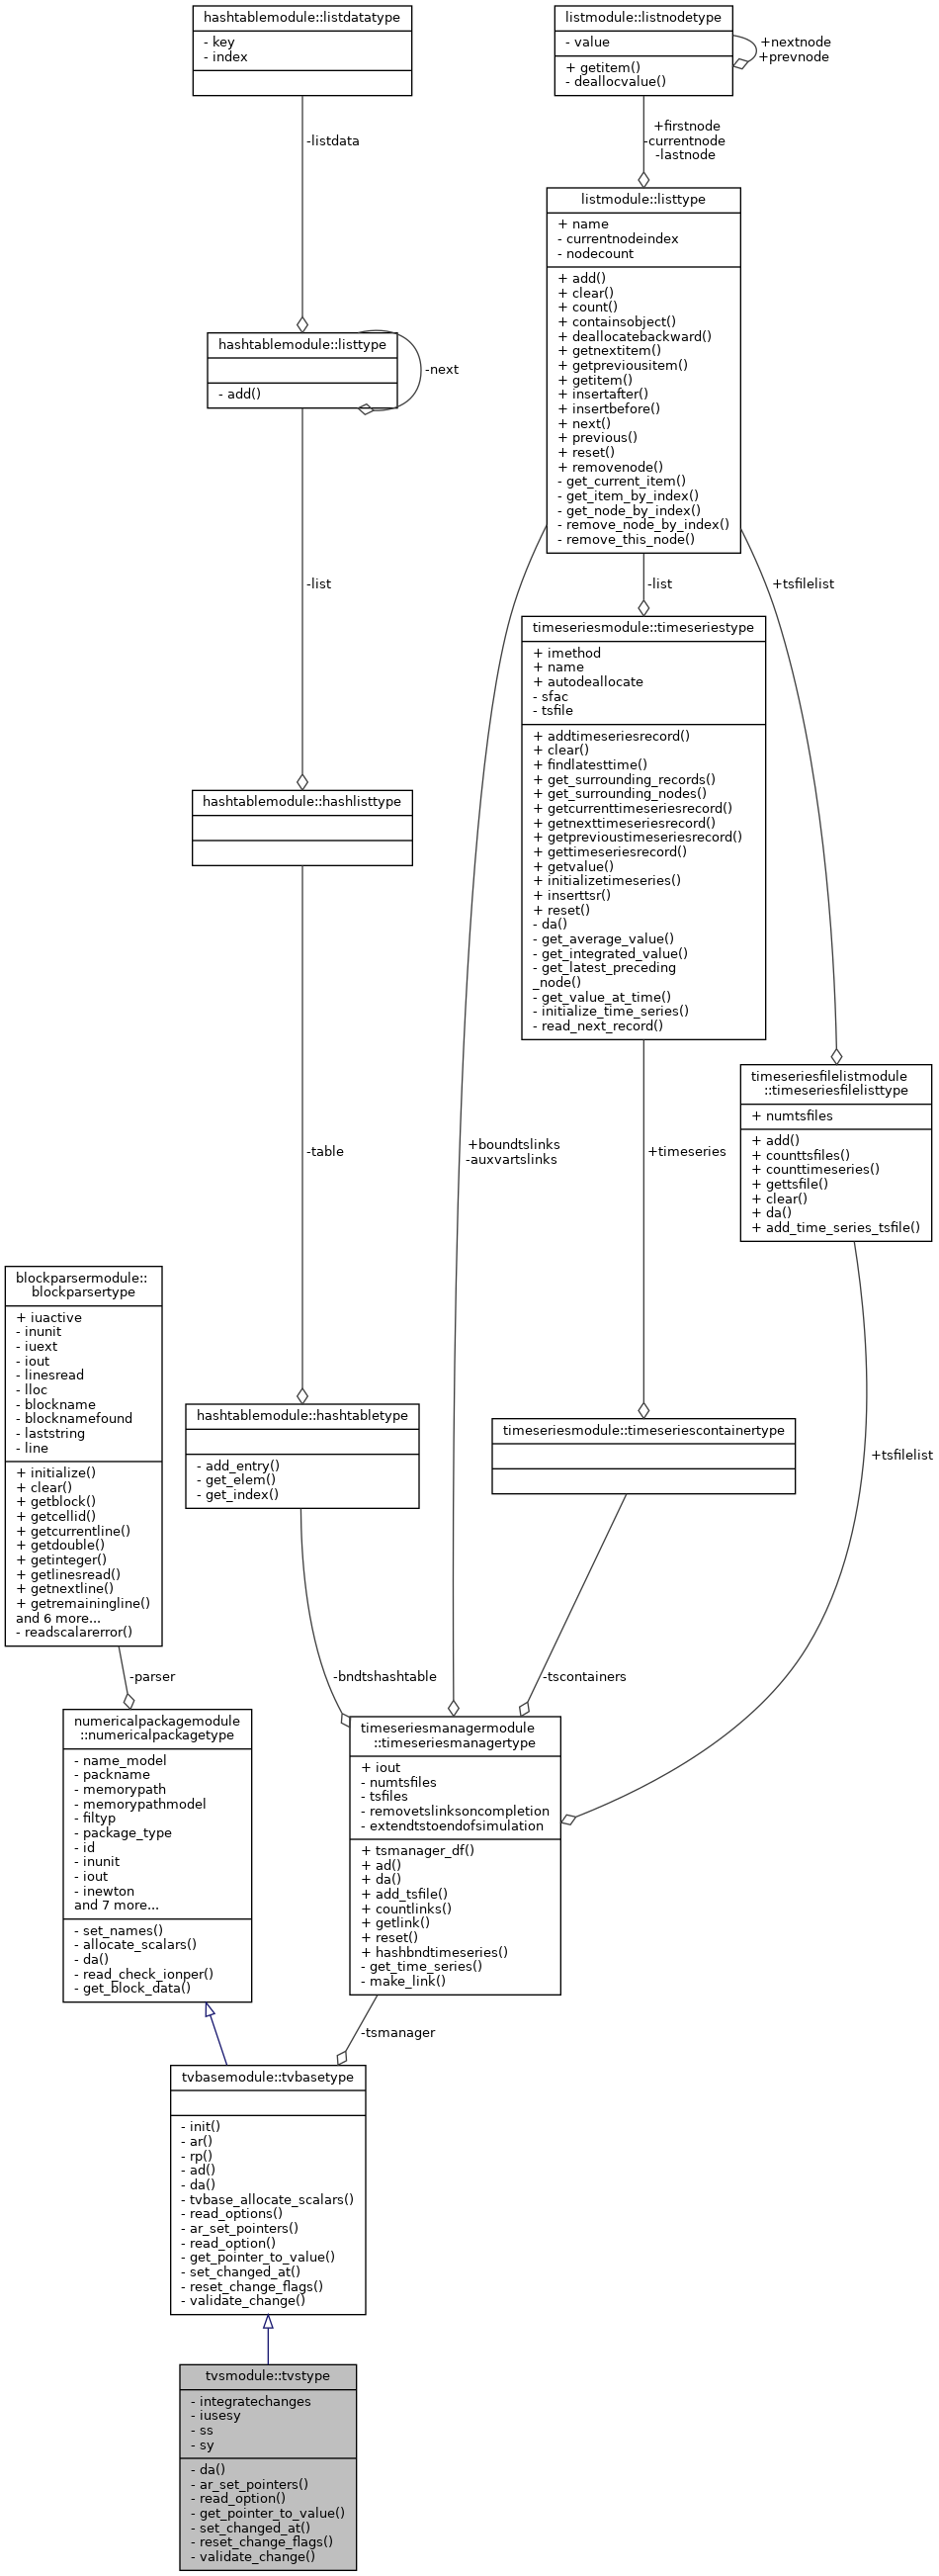 hashtablemodule::listdatatype
- key
- index
listmodule::listnodetype
- value
+ getitem()
- deallocvalue()
+nextnode
+prevnode
-listdata
+firstnode
-currentnode
-lastnode
listmodule::listtype
+ name
- currentnodeindex
- nodecount
+ add()
+ clear()
+ count()
+ containsobject()
+ deallocatebackward()
+ getnextitem()
+ getpreviousitem()
+ getitem()
+ insertafter()
+ insertbefore()
+ next()
+ previous()
+ reset()
+ removenode()
- get_current_item()
- get_item_by_index()
- get_node_by_index()
- remove_node_by_index()
- remove_this_node()
hashtablemodule::listtype
- add()
-next
-list
-list
+tsfilelist
timeseriesmodule::timeseriestype
+ imethod
+ name
+ autodeallocate
- sfac
- tsfile
+ addtimeseriesrecord()
+ clear()
+ findlatesttime()
+ get_surrounding_records()
+ get_surrounding_nodes()
+ getcurrenttimeseriesrecord()
+ getnexttimeseriesrecord()
+ getprevioustimeseriesrecord()
+ gettimeseriesrecord()
+ getvalue()
+ initializetimeseries()
+ inserttsr()
+ reset()
- da()
- get_average_value()
- get_integrated_value()
- get_latest_preceding
_node()
- get_value_at_time()
- initialize_time_series()
- read_next_record()
hashtablemodule::hashlisttype
timeseriesfilelistmodule
::timeseriesfilelisttype
+ numtsfiles
+ add()
+ counttsfiles()
+ counttimeseries()
+ gettsfile()
+ clear()
+ da()
+ add_time_series_tsfile()
-table
+boundtslinks
-auxvartslinks
+timeseries
blockparsermodule::
blockparsertype
+ iuactive
- inunit
- iuext
- iout
- linesread
- lloc
- blockname
- blocknamefound
- laststring
- line
+ initialize()
+ clear()
+ getblock()
+ getcellid()
+ getcurrentline()
+ getdouble()
+ getinteger()
+ getlinesread()
+ getnextline()
+ getremainingline()
and 6 more...
- readscalarerror()
hashtablemodule::hashtabletype
- add_entry()
- get_elem()
- get_index()
timeseriesmodule::timeseriescontainertype
+tsfilelist
-parser
-bndtshashtable
-tscontainers
numericalpackagemodule
::numericalpackagetype
- name_model
- packname
- memorypath
- memorypathmodel
- filtyp
- package_type
- id
- inunit
- iout
- inewton
and 7 more...
- set_names()
- allocate_scalars()
- da()
- read_check_ionper()
- get_block_data()
timeseriesmanagermodule
::timeseriesmanagertype
+ iout
- numtsfiles
- tsfiles
- removetslinksoncompletion
- extendtstoendofsimulation
+ tsmanager_df()
+ ad()
+ da()
+ add_tsfile()
+ countlinks()
+ getlink()
+ reset()
+ hashbndtimeseries()
- get_time_series()
- make_link()
-tsmanager
tvbasemodule::tvbasetype
- init()
- ar()
- rp()
- ad()
- da()
- tvbase_allocate_scalars()
- read_options()
- ar_set_pointers()
- read_option()
- get_pointer_to_value()
- set_changed_at()
- reset_change_flags()
- validate_change()
tvsmodule::tvstype
- integratechanges
- iusesy
- ss
- sy
- da()
- ar_set_pointers()
- read_option()
- get_pointer_to_value()
- set_changed_at()
- reset_change_flags()
- validate_change()